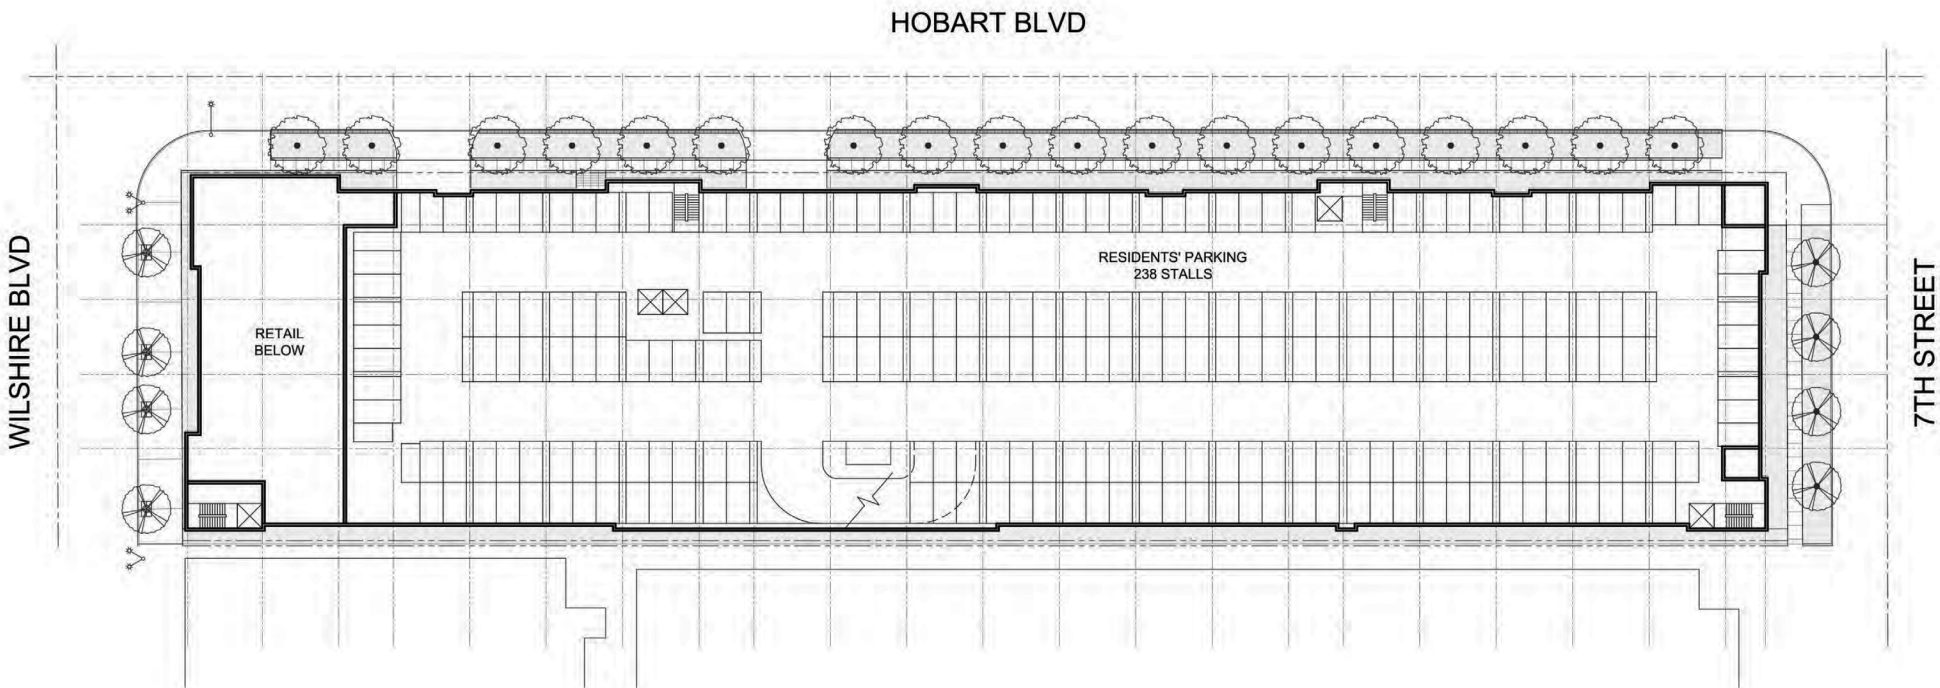 HOBART BLVD
WILSHIRE BLVD
RESIDENTS' PARKING
238 STALLS
RETAIL
BELOW
7TH STREET